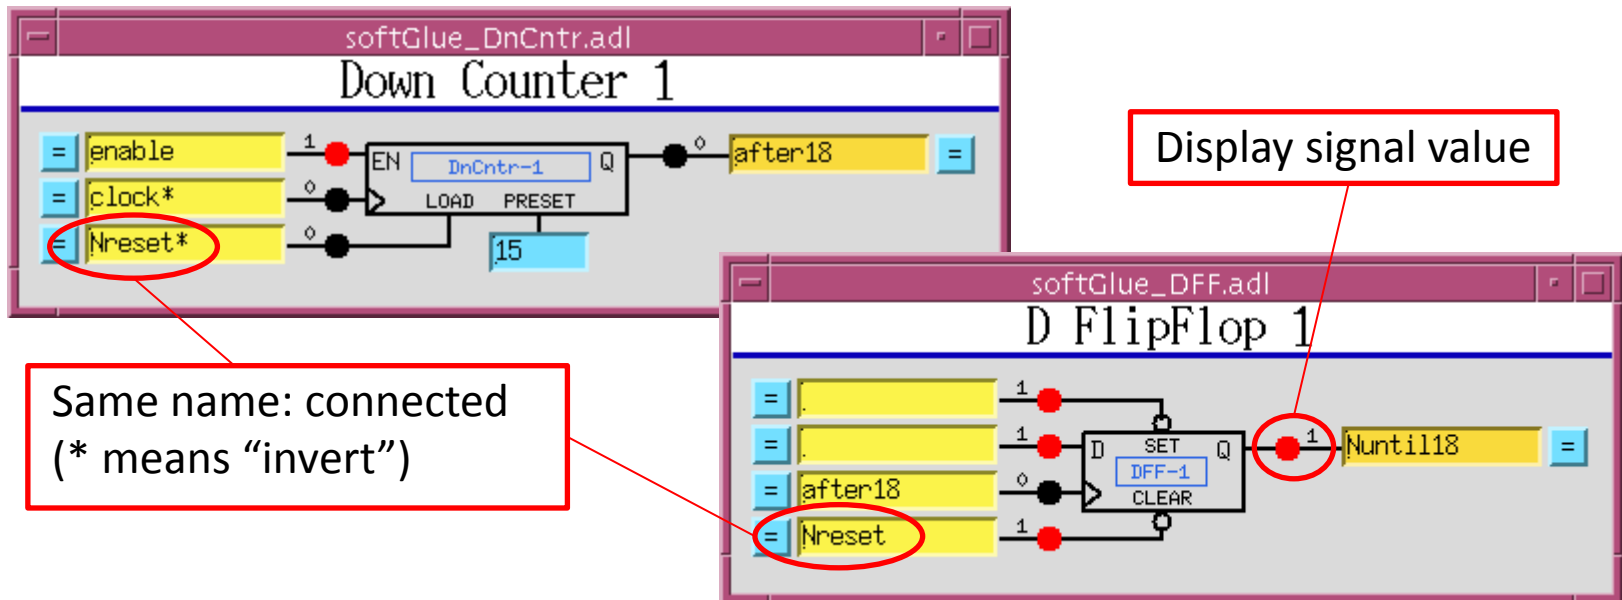 softGlue_DnCntr.adl
Down Counter 1
= enable 1 EN DnCntr-1 Q 0 after18 =
= clock* 0 LOAD PRESET
= Nreset* 0 15
Display signal value
softGlue_DFF.adl
D FlipFlop 1
= 1
= 1 D SET Q 1 Nuntil18 =
DFF-1
= after18 0 CLEAR
= Nreset 1
Same name: connected
(* means “invert”)